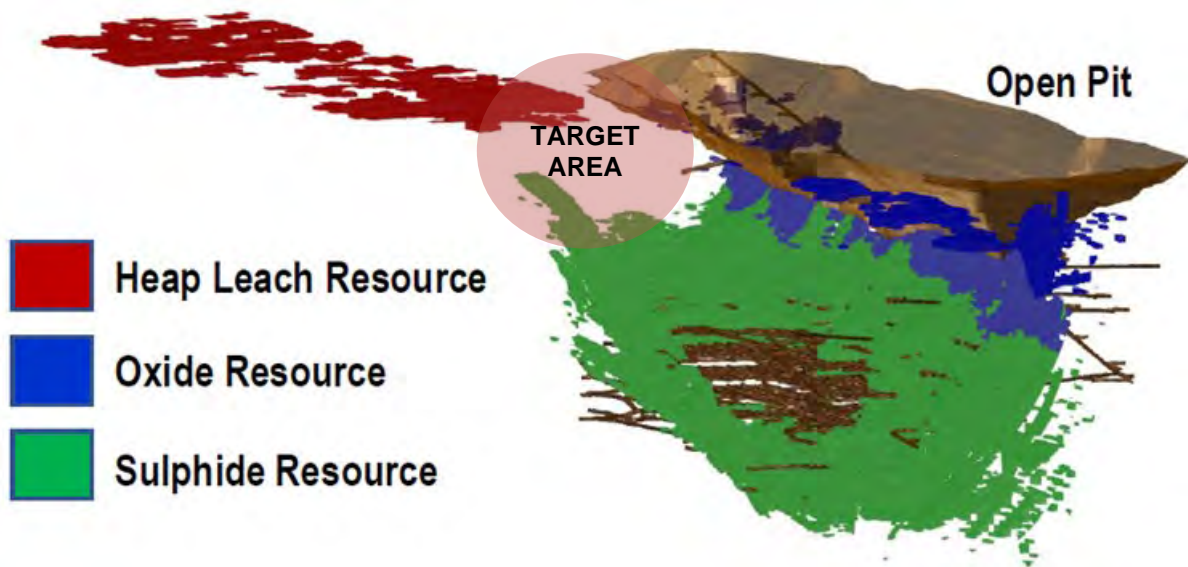 Open Pit
TARGET
AREA
Heap Leach Resource
Oxide Resource
Sulphide Resource